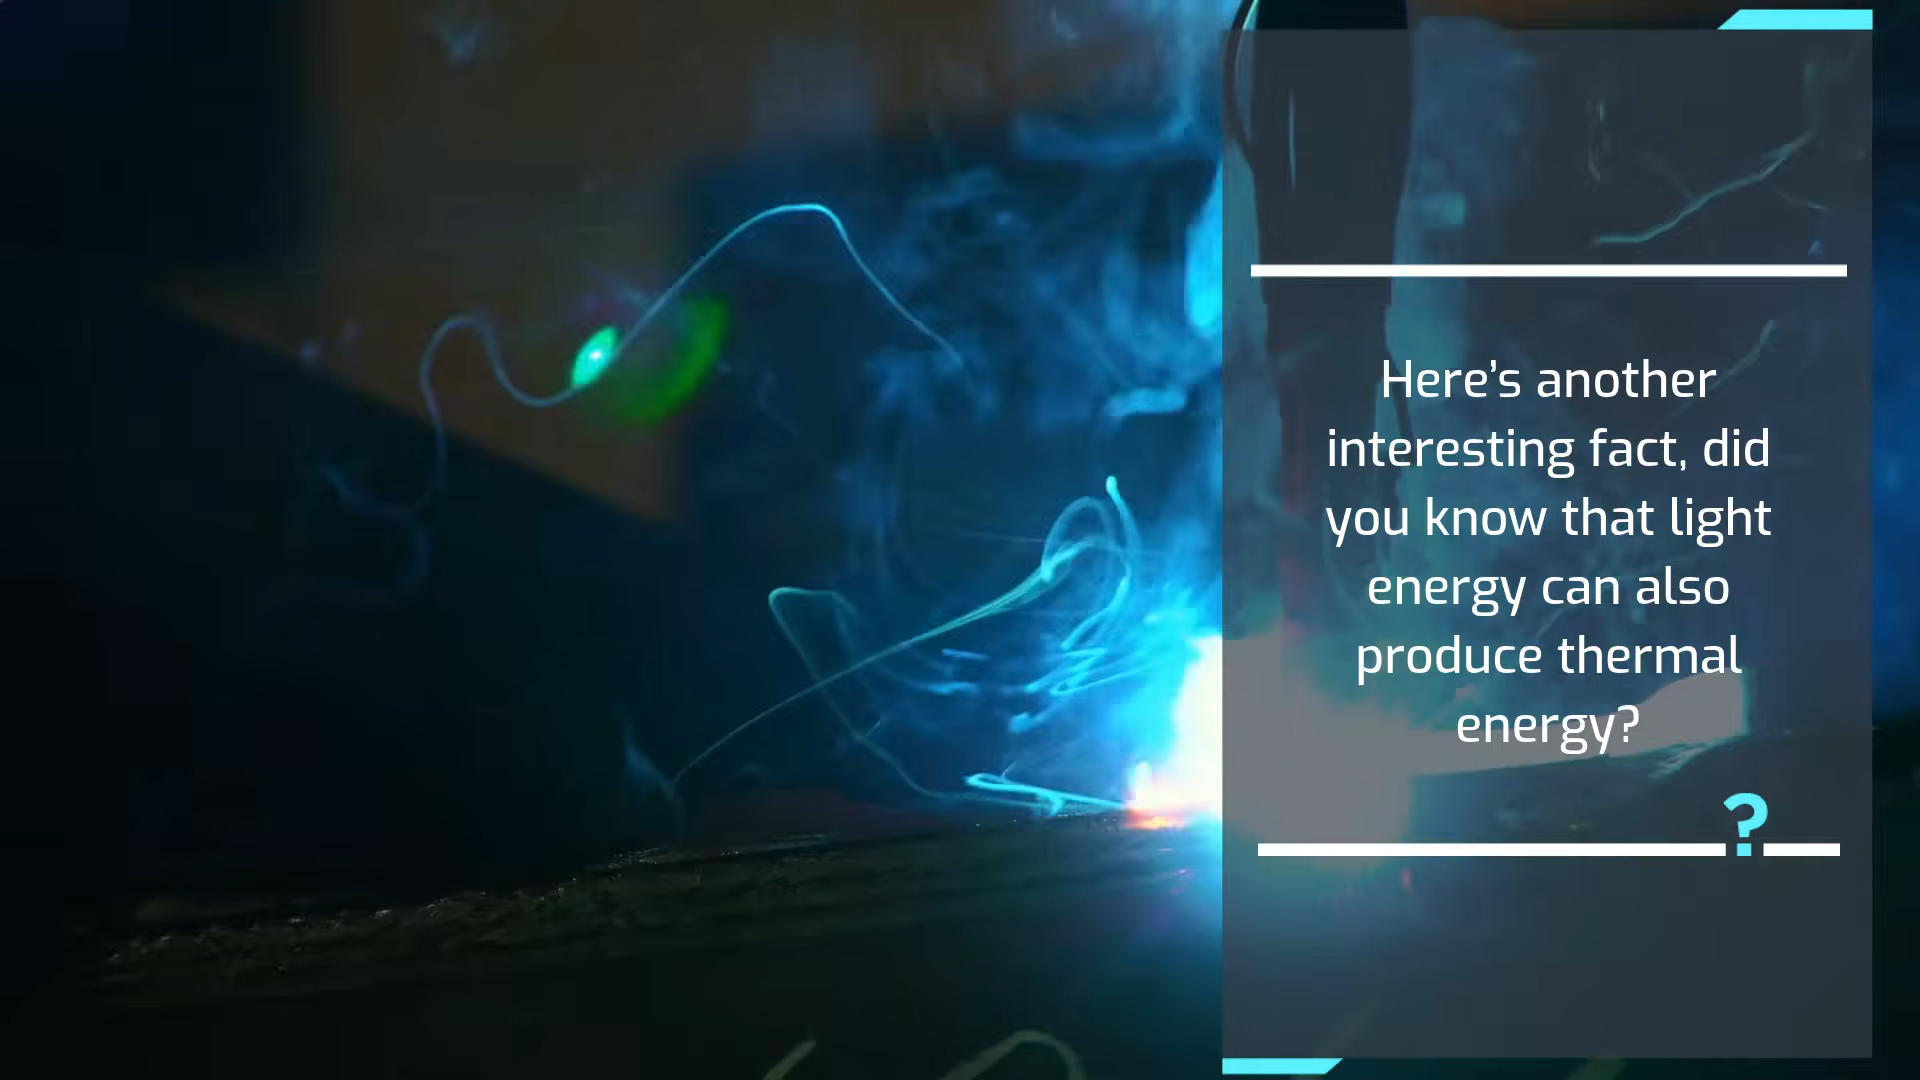 Here’s another
interesting fact, did
you know that light
energy can also
produce thermal
energy?
?